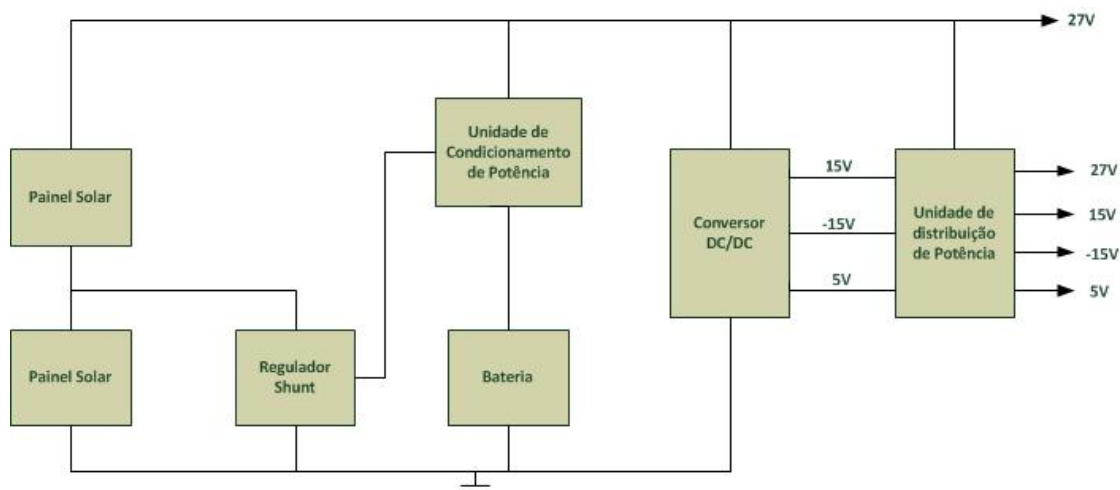 27V
Unidade de
Condicionamento
de Potência
Painel Solar
15V
27V
Conversor
DC/DC
-15V
Unidade de
distribuição
de Potência
15V
-15V
5V
5V
Painel Solar
Regulador
Shunt
Bateria